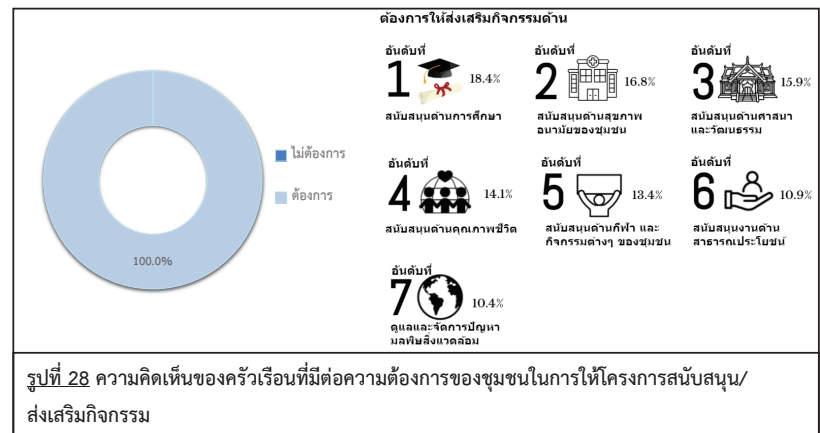 ต้องการให้ส่งเสริมกิจกรรมด้าน
อันดับที่
1
18.4%
สนับสนุนด้านการศึกษา
อันดับที่
2
16.8%
สนับสนุนด้านสุขภาพ
อนามัยของชุมชน
อันดับที่
3
15.9%
สนับสนุนด้านศาสนา
และวัฒนธรรม
ไม่ต้องการ
ต้องการ
100.0%
อันดับที่
4
14.1%
สนับสนุนด้านคุณภาพชีวิต
อันดับที่
5
13.4%
สนับสนุนด้านกีฬา และ
กิจกรรมต่างๆ ของชุมชน
อันดับที่
6
10.9%
สนับสนุนงานด้าน
สาธารณประโยชน์
อันดับที่
7
10.4%
ดูแลและจัดการปัญหา
มลพิษสิ่งแวดล้อม
รูปที่ 28 ความคิดเห็นของครัวเรือนที่มีต่อความต้องการของชุมชนในการให้โครงการสนับสนุน/
ส่งเสริมกิจกรรม